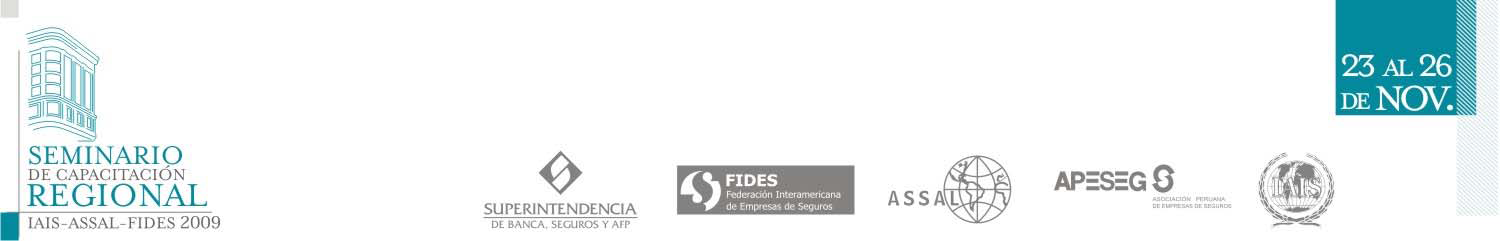 23 AL 26
DE NOV.
SEMINARIO
DE CAPACITACIÓN
REGIONAL
IAIS-ASSAL-FIDES 2009
SUPERINTENDENCIA
DE BANCA, SEGUROS Y AFP
FIDES
Federación Interamericana
de Empresas de Seguros
ASSAL
APESEG
ASOCIACIÓN PERUANA
DE EMPRESAS DE SEGUROS
IAIS